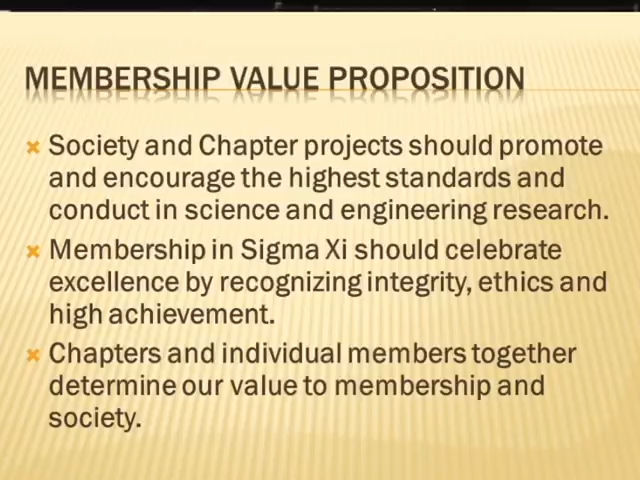 MEMBERSHIP VALUE PROPOSITION
Society and Chapter projects should promote
and encourage the highest standards and
conduct in science and engineering research.
Membership in Sigma Xi should celebrate
excellence by recognizing integrity, ethics and
high achievement.
Chapters and individual members together
determine our value to membership and
society.